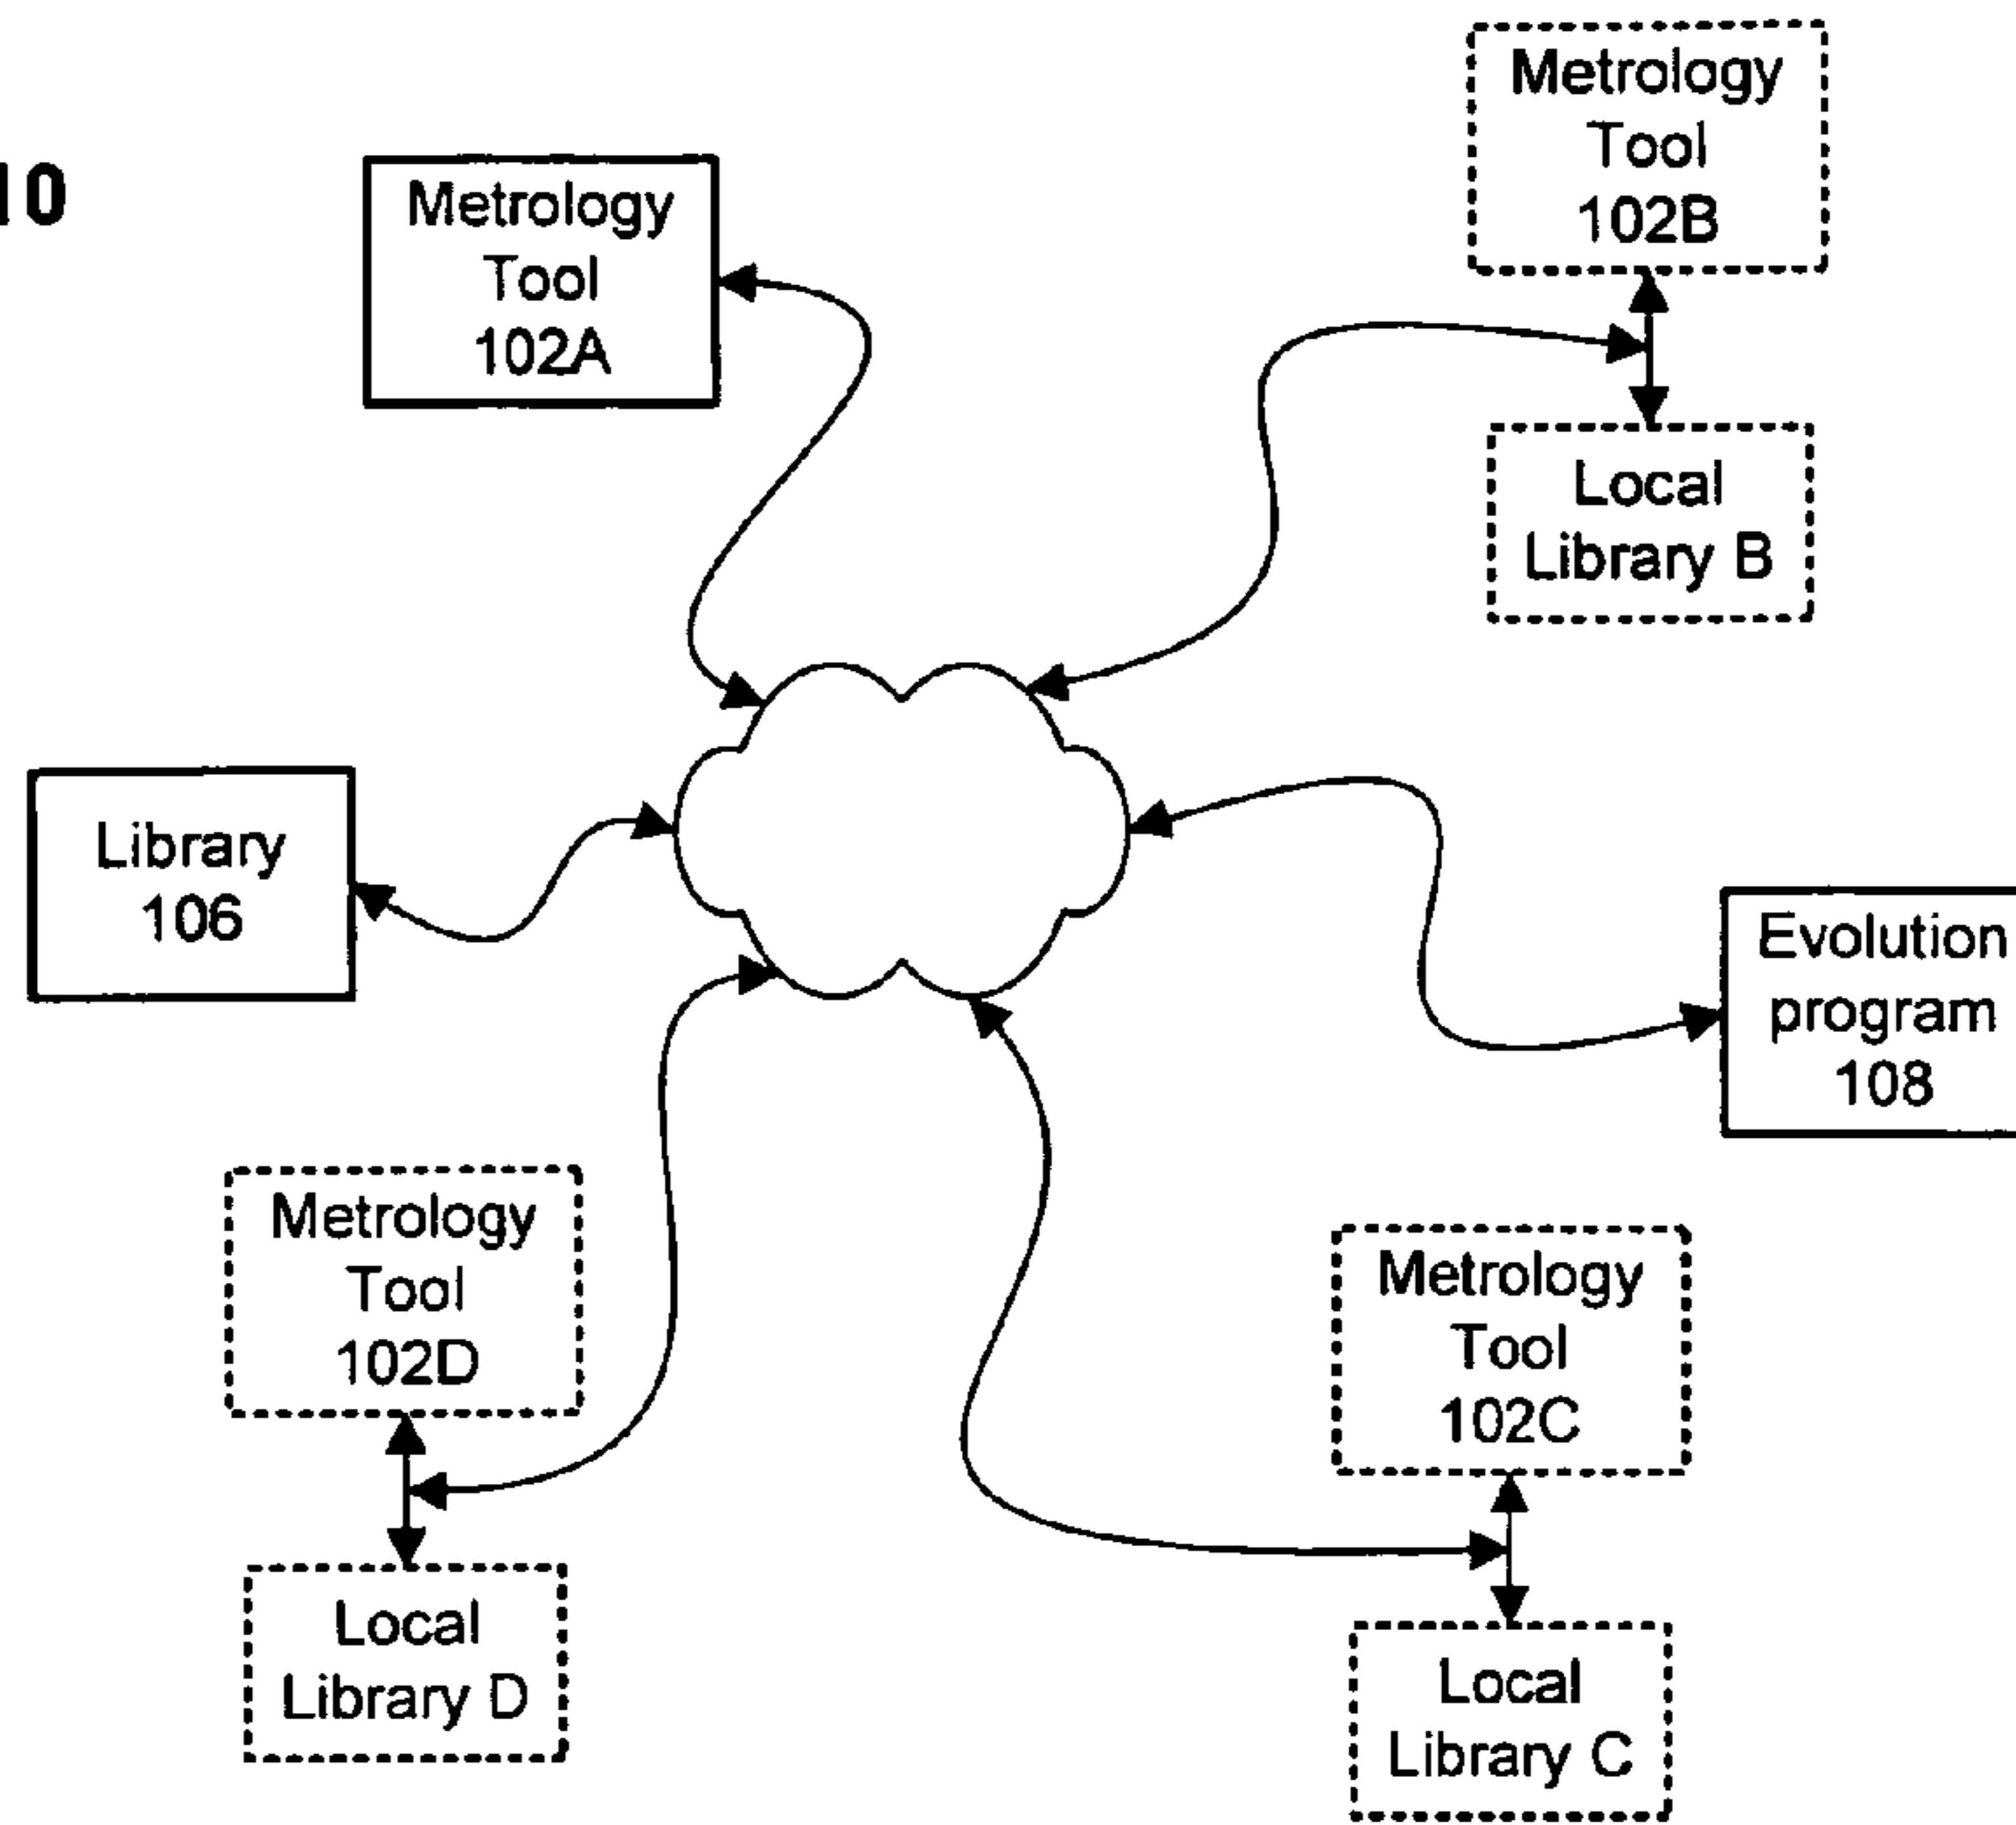 10
Metrology
Tool
102A
Metrology
Tool
102B
Local
Library B
Library
106
Evolution
program
108
Metrology
Tool
102D
Local
Library D
Metrology
Tool
102C
Local
Library C